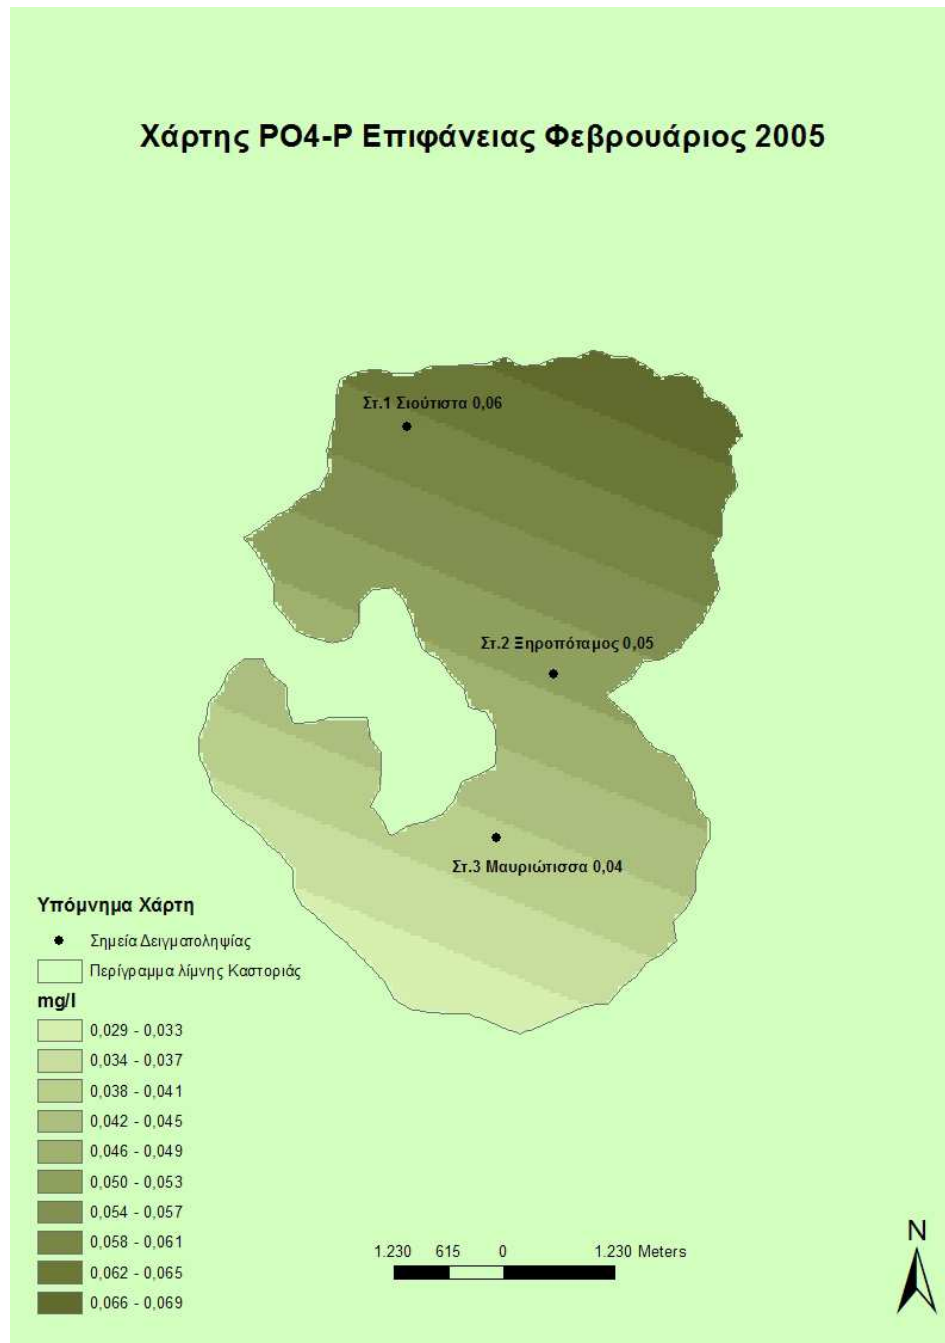 Χάρτης PO4-P Επιφάνειας Φεβρουάριος 2005
Στ.1 Σιούτιστα 0,06
Στ.2 Ξηροπόταμος 0,05
Στ.3 Μαυριώτισσα 0,04
Υπόμνημα Χάρτη
Σημεία Δειγματοληψίας
Περίγραμμα λίμνης Καστοριάς
mg/l
0,029 - 0,033
0,034 - 0,037
0,038 - 0,041
0,042 - 0,045
0,046 - 0,049
0,050 - 0,053
0,054 - 0,057
0,058 - 0,061
0,062 - 0,065
0,066 - 0,069
1.230 615 0 1.230 Meters
N